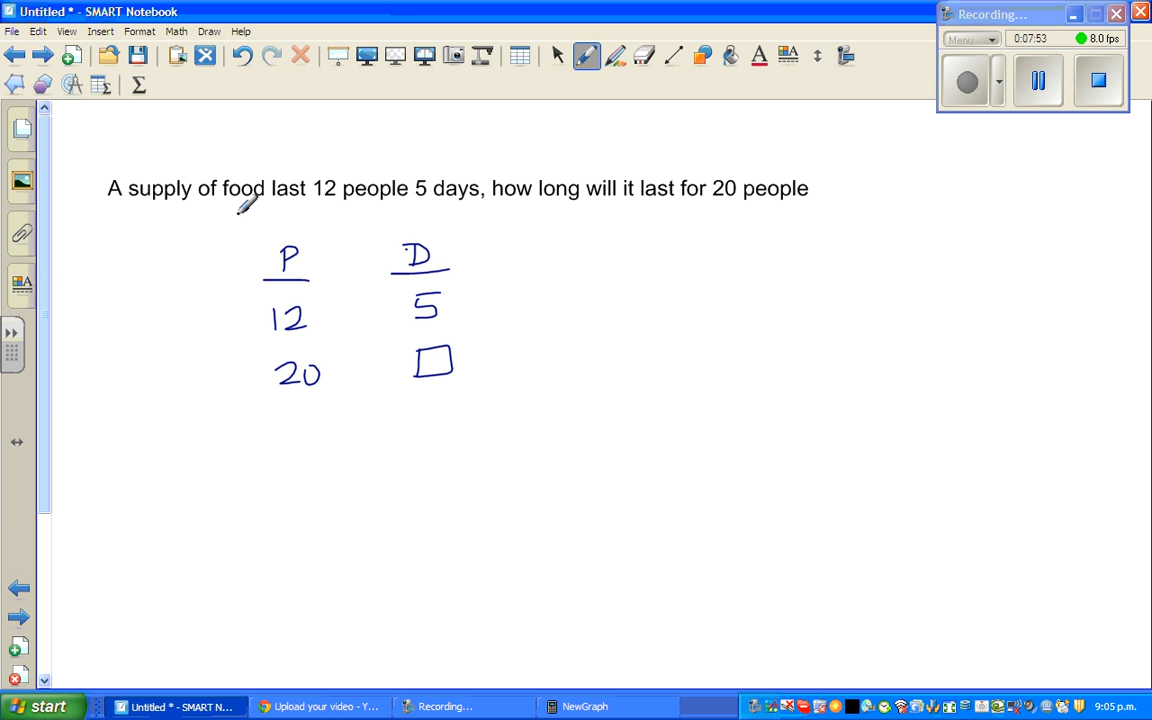 Untitled * - SMART Notebook
Recording...
File Edit View Insert Format Math Draw Help
Menu
0:07:53
8.0 fps
A supply of food last 12 people 5 days, how long will it last for 20 people
P D
12 5
20
start
Untitled * - SMART N...
Upload your video - Y...
Recording...
NewGraph
9:05 p.m.